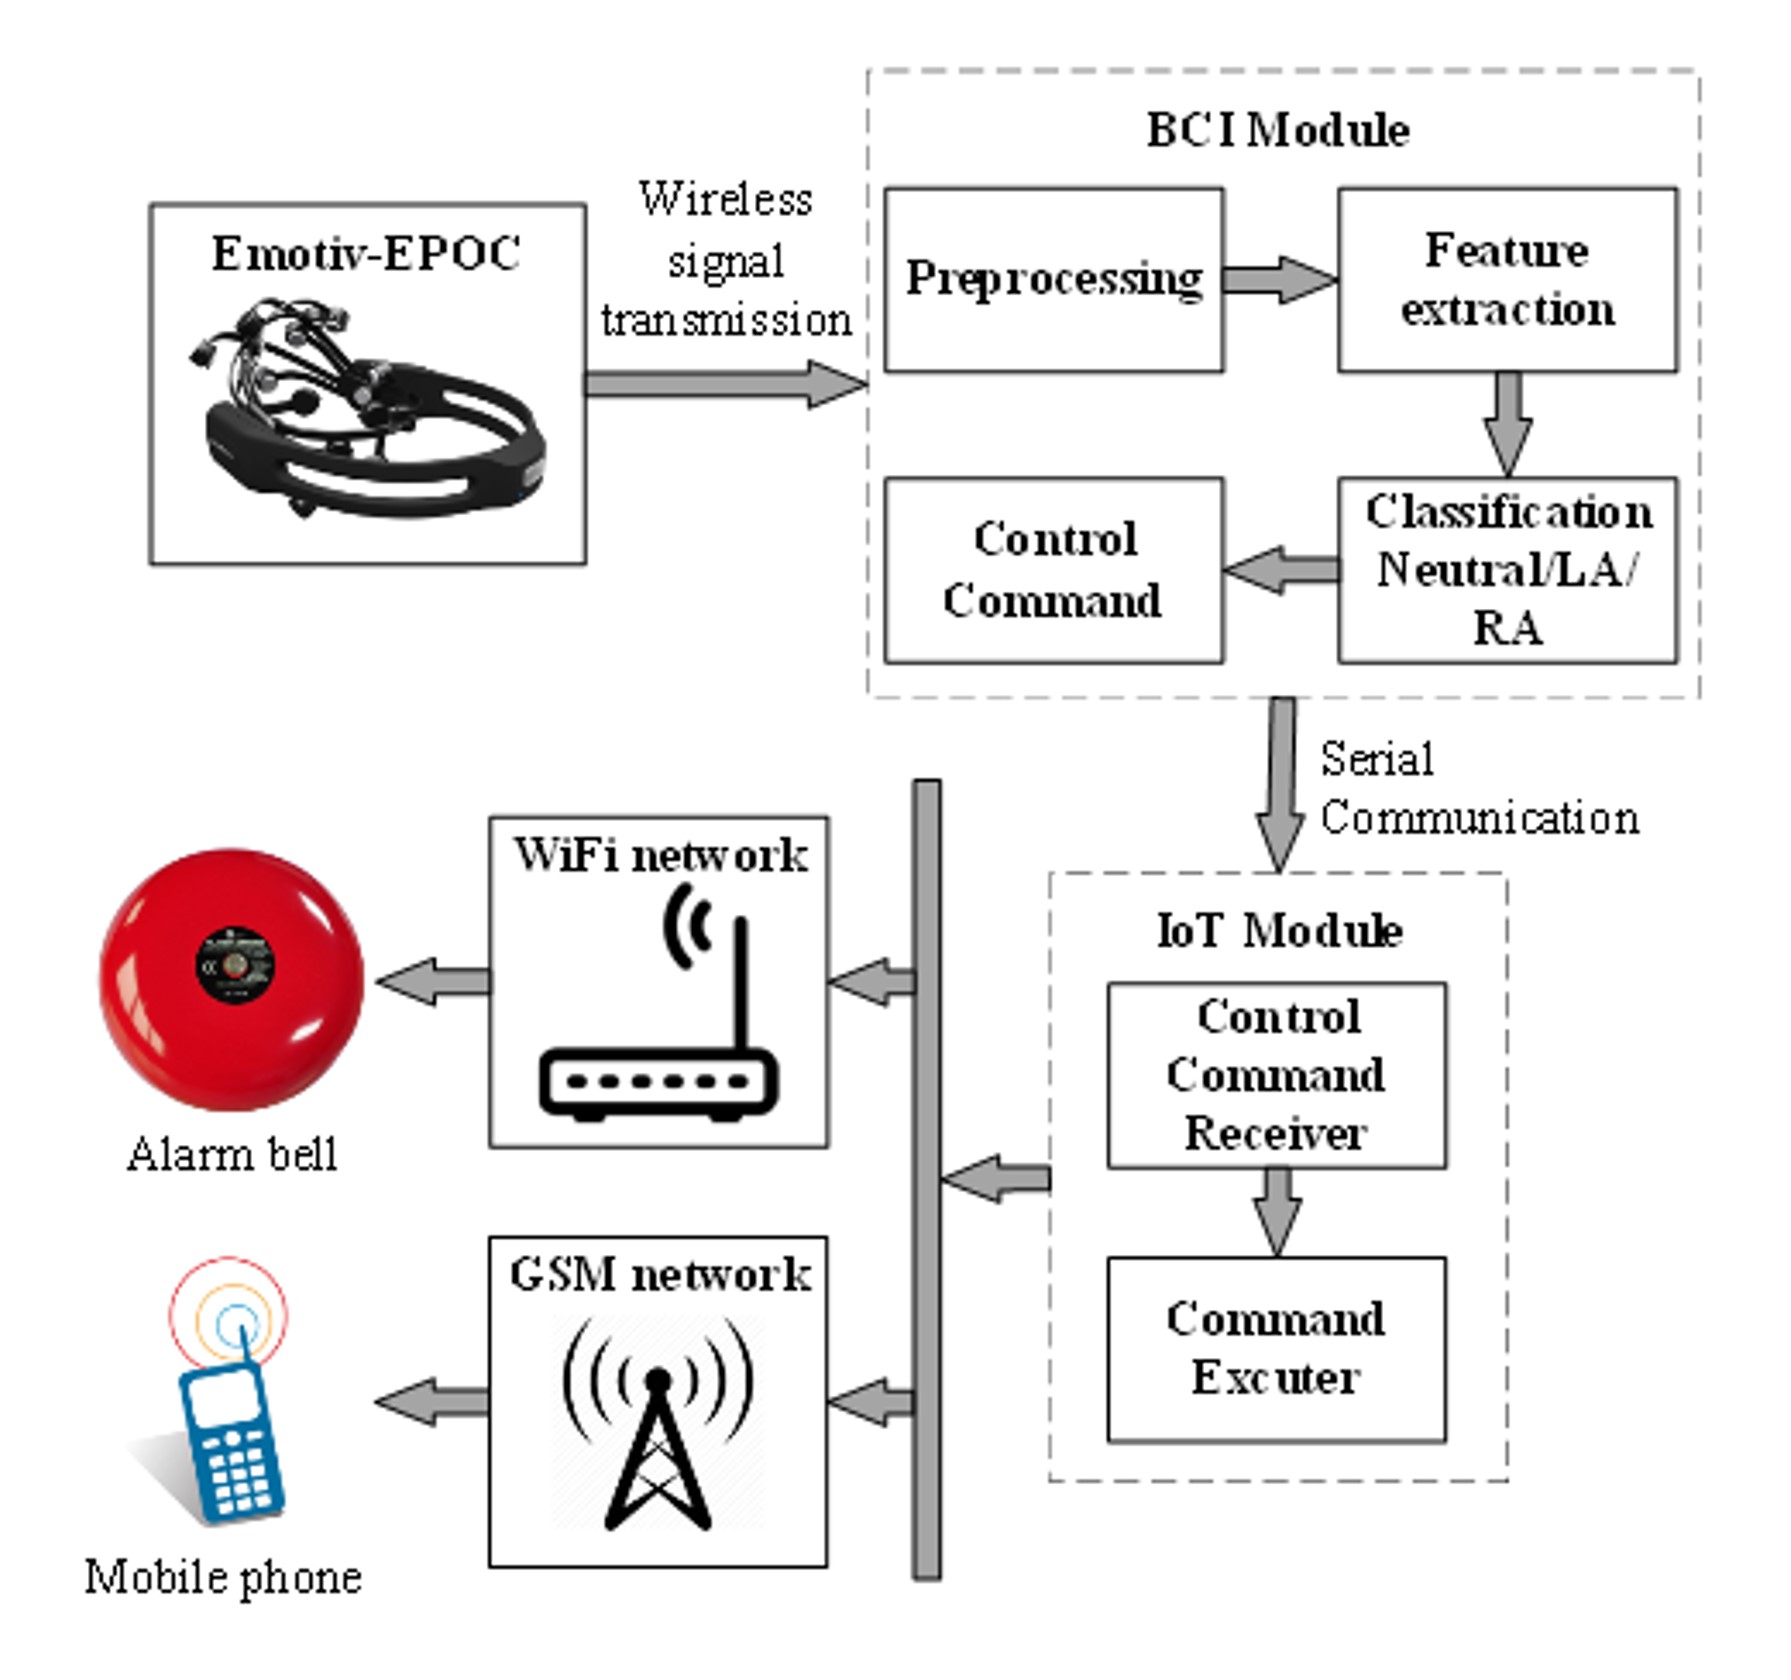 BCI Module
Wireless
signal
transmission
Emotiv-EPOC
Preprocessing
Feature
extraction
Classification
Neutral/LA/
RA
Control
Command
Serial
Communication
IoT Module
Control
Command
Receiver
Command
Excuter
WiFi network
Alarm bell
GSM network
Mobile phone